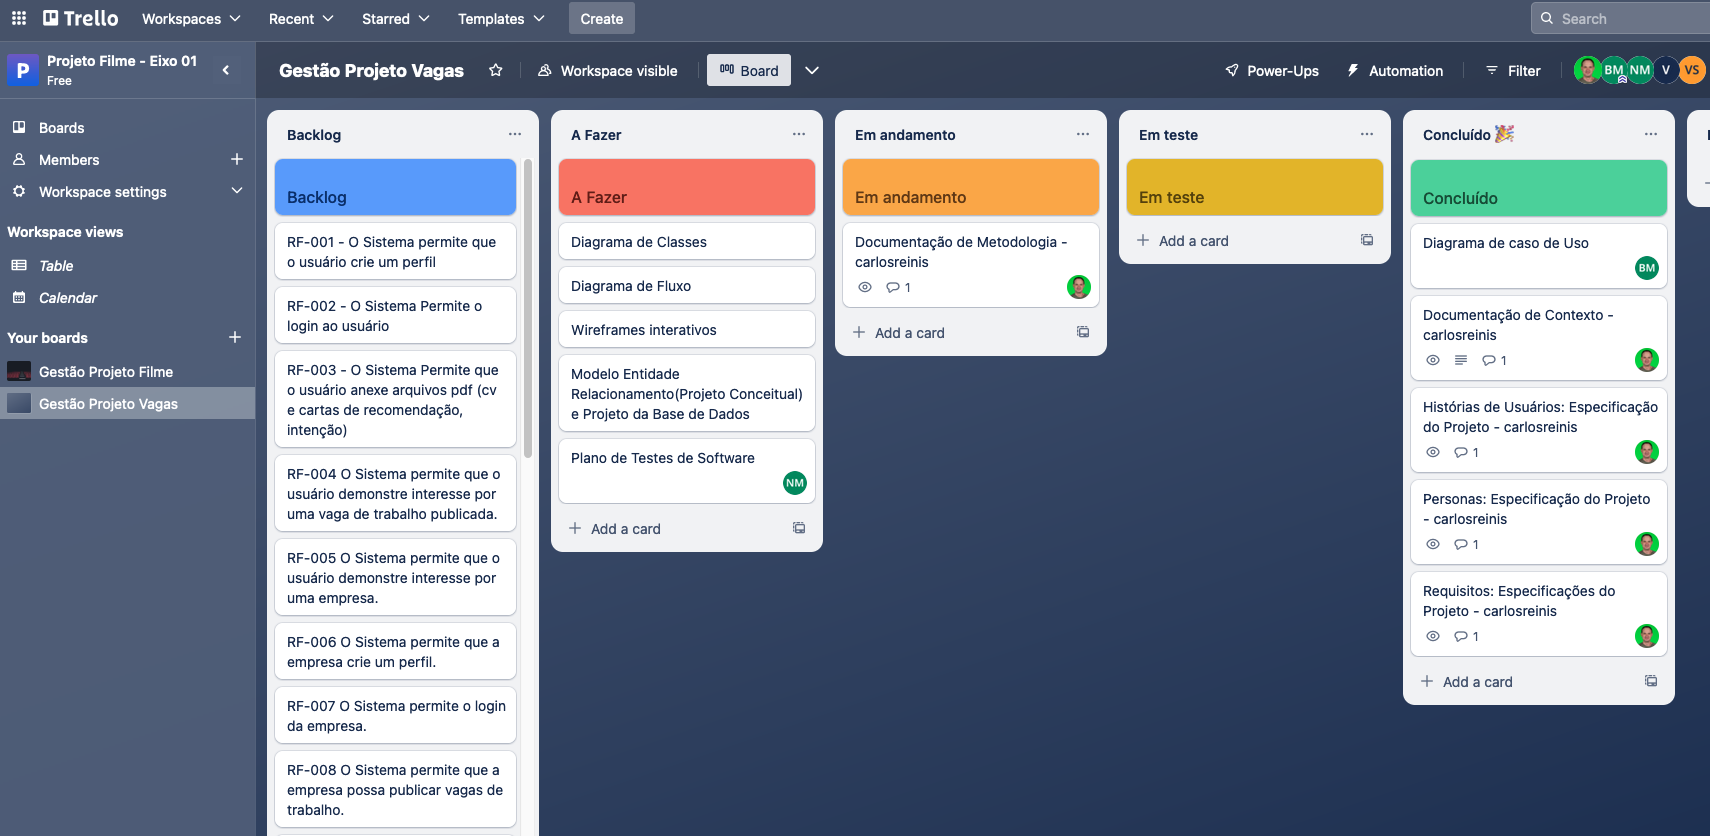 Trello
Workspaces
Recent
Starred
Templates
Create
Search
P
Projeto Filme - Eixo 01
Free
Gestão Projeto Vagas
Workspace visible
Board
Power-Ups
Automation
Filter
BM
NM
V
VS
Boards
Members
Workspace settings
Workspace views
Table
Calendar
Your boards
Gestão Projeto Filme
Gestão Projeto Vagas
Backlog
Backlog
RF-001 - O Sistema permite que
o usuário crie um perfil
RF-002 - O Sistema Permite o
login ao usuário
RF-003 - O Sistema Permite que
o usuário anexe arquivos pdf (cv
e cartas de recomendação,
intenção)
RF-004 O Sistema permite que o
usuário demonstre interesse por
uma vaga de trabalho publicada.
RF-005 O Sistema permite que o
usuário demonstre interesse por
uma empresa.
RF-006 O Sistema permite que a
empresa crie um perfil.
RF-007 O Sistema permite o login
da empresa.
RF-008 O Sistema permite que a
empresa possa publicar vagas de
trabalho.
A Fazer
A Fazer
Diagrama de Classes
Diagrama de Fluxo
Wireframes interativos
Modelo Entidade
Relacionamento(Projeto Conceitual)
e Projeto da Base de Dados
Plano de Testes de Software
NM
Add a card
Em andamento
Em andamento
Documentação de Metodologia -
carlosreinis
1
Add a card
Em teste
Em teste
Add a card
Concluído 🎉
Concluído
Diagrama de caso de Uso
BM
Documentação de Contexto -
carlosreinis
1
Histórias de Usuários: Especificação
do Projeto - carlosreinis
1
Personas: Especificação do Projeto
- carlosreinis
1
Requisitos: Especificações do
Projeto - carlosreinis
1
Add a card